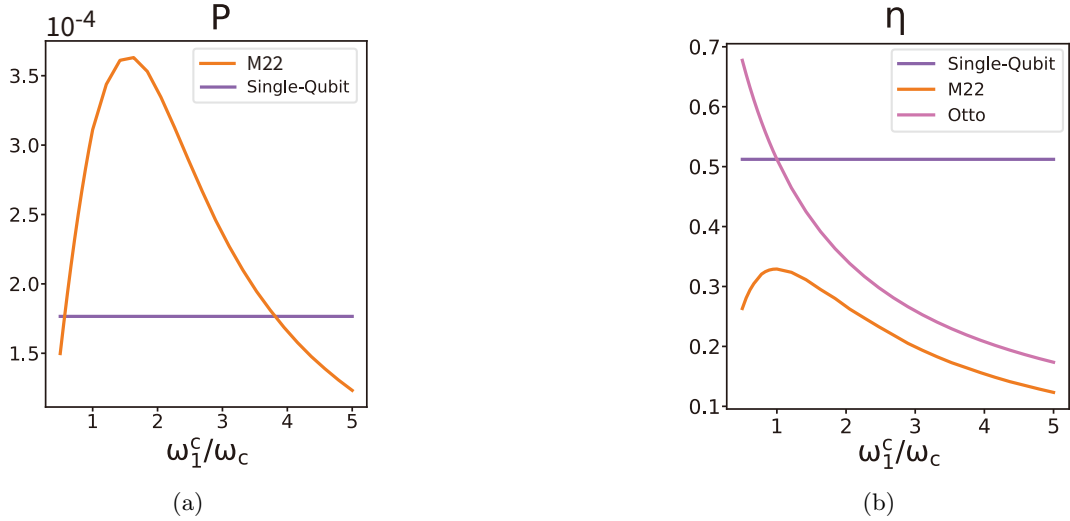 P
10⁻⁴
M22
Single-Qubit
3.5
3.0
2.5
2.0
1.5
1 2 3 4 5
ω₁ᶜ/ω_c
(a)
η
Single-Qubit
M22
Otto
0.7
0.6
0.5
0.4
0.3
0.2
0.1
1 2 3 4 5
ω₁ᶜ/ω_c
(b)